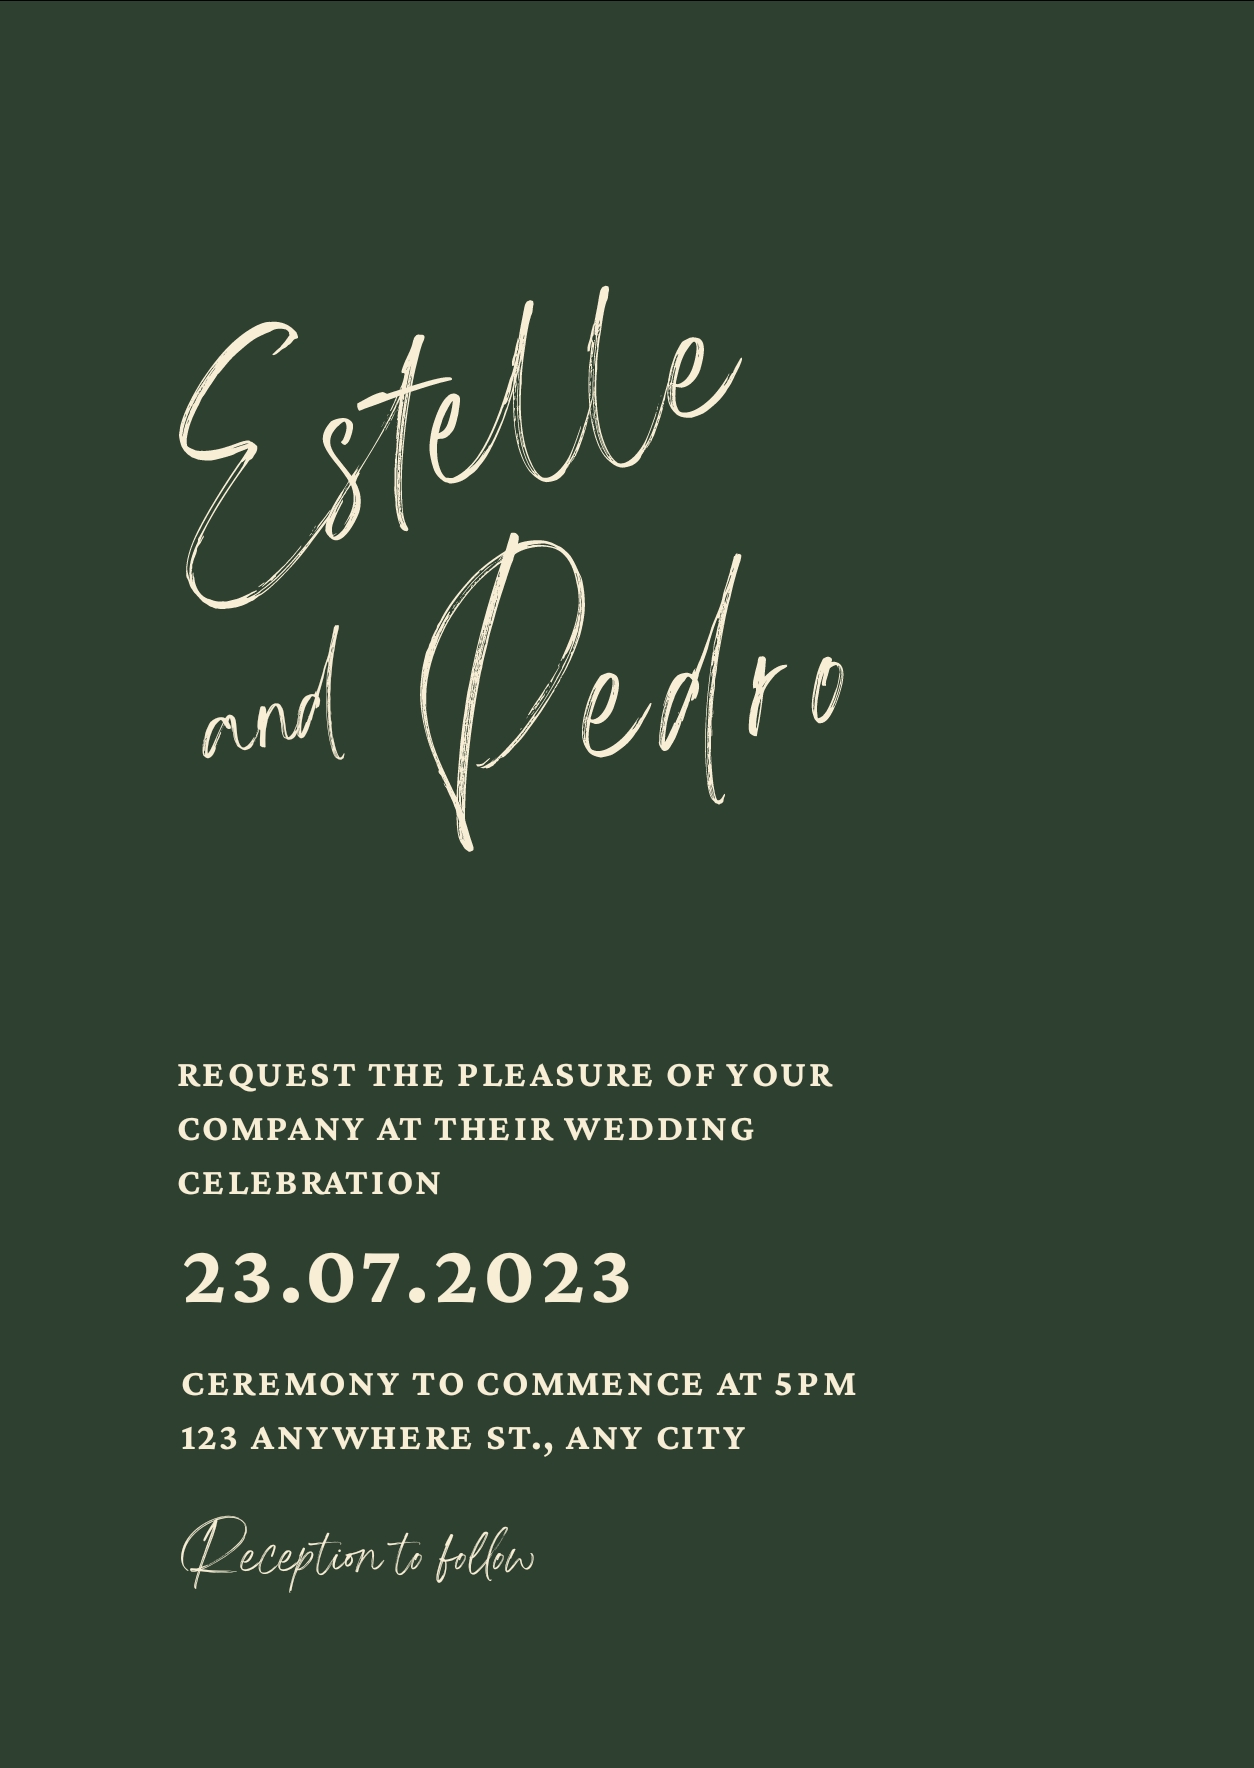 Estelle
and Pedro
REQUEST THE PLEASURE OF YOUR
COMPANY AT THEIR WEDDING
CELEBRATION
23.07.2023
CEREMONY TO COMMENCE AT 5PM
123 ANYWHERE ST., ANY CITY
Reception to follow